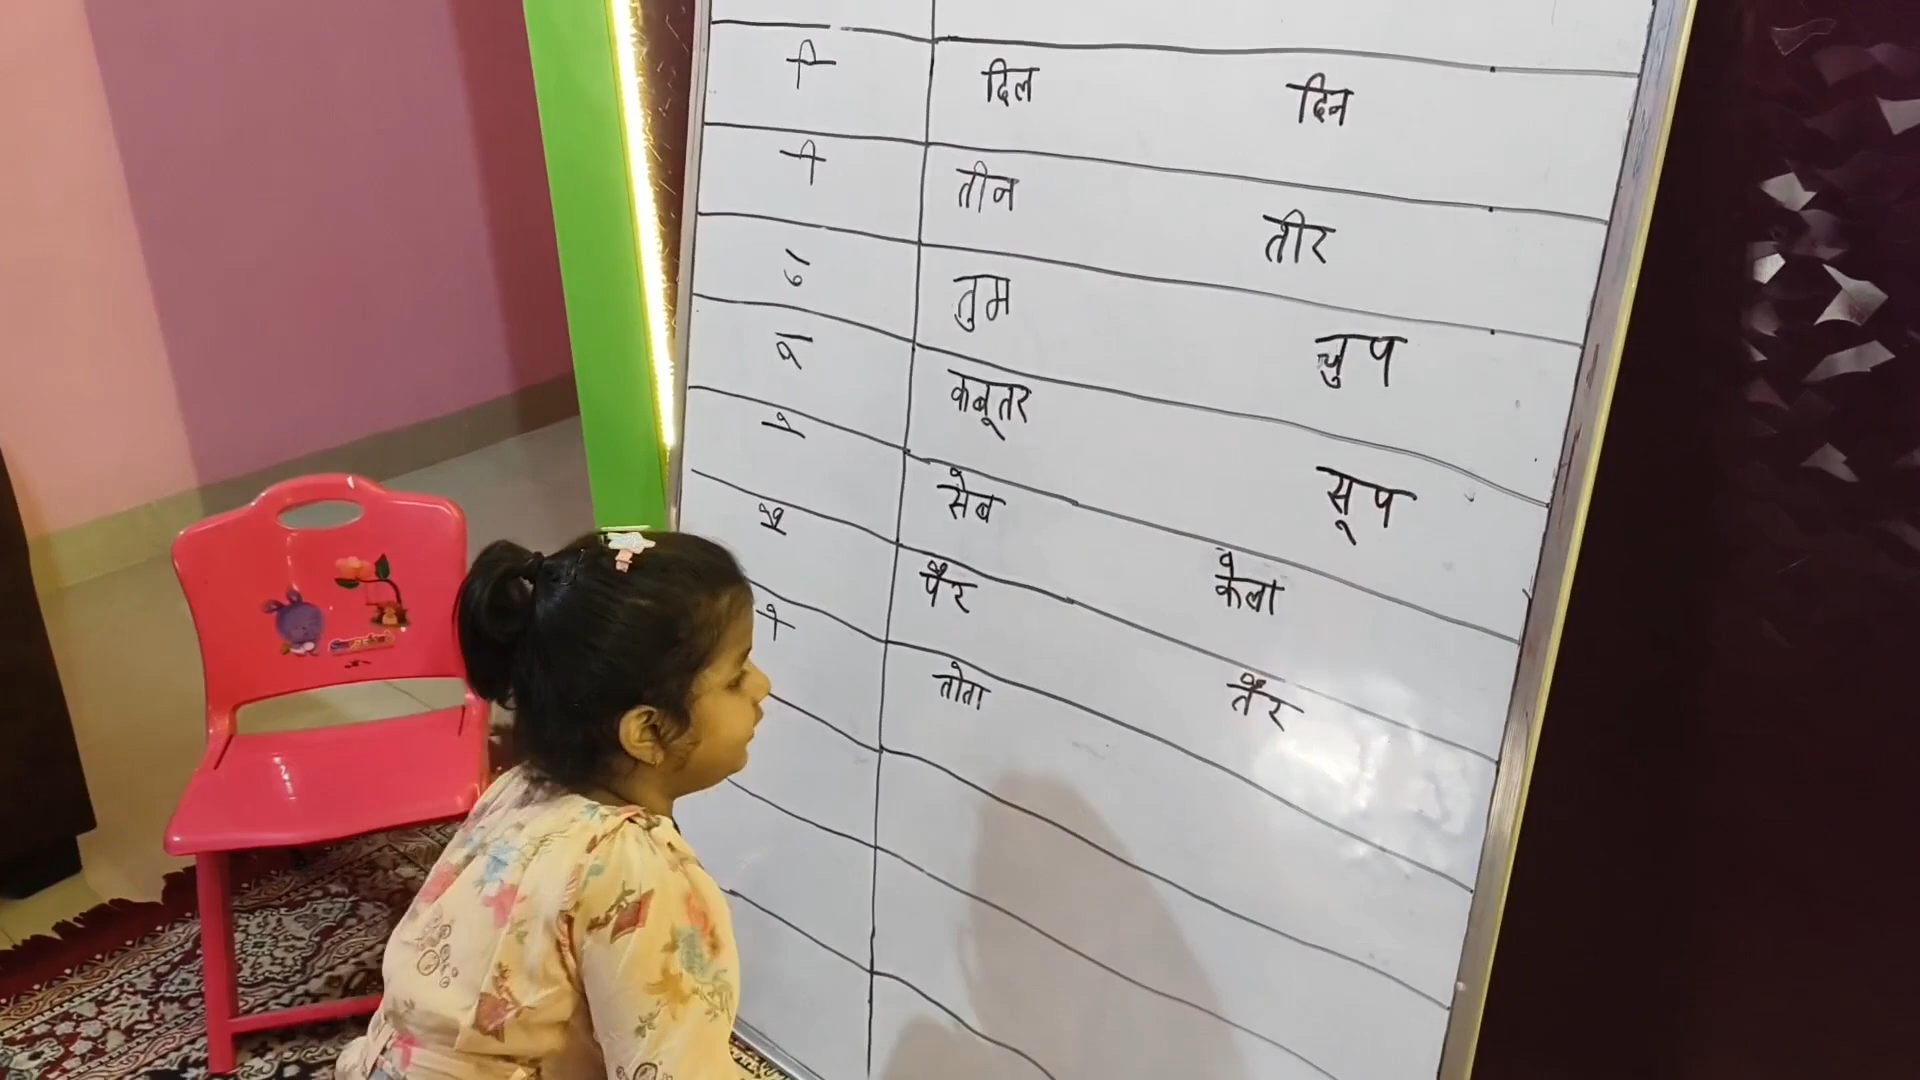 ि दिल दिन
ी तीन तीर
ु तुम चुप
ू कबूतर सूप
े सेब केला
ै पैर तैर
ो तोता